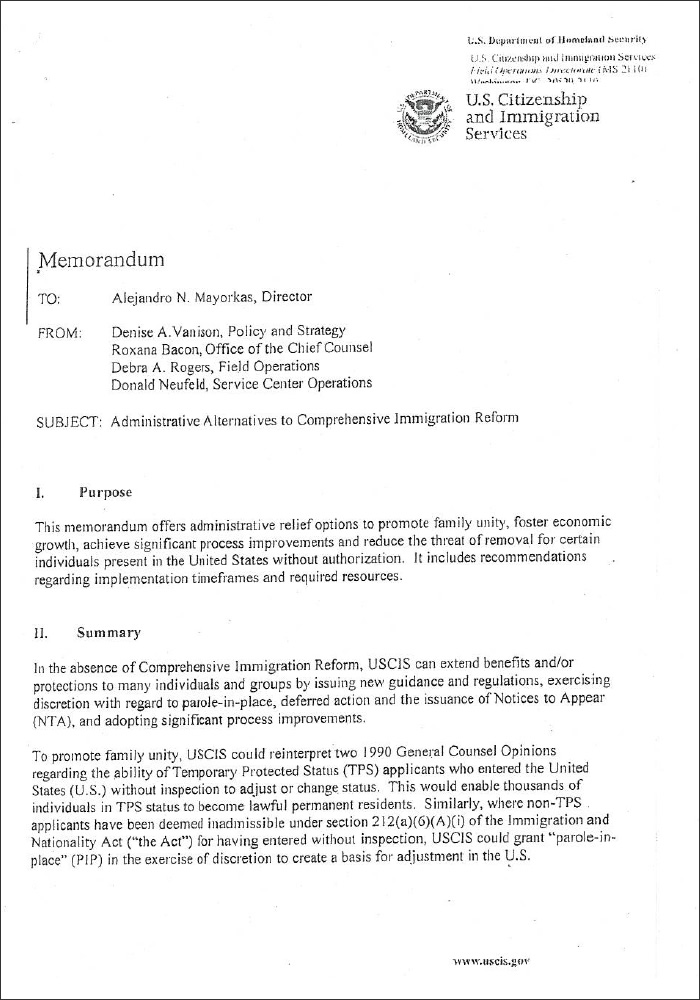 U.S. Department of Homeland Security
U.S. Citizenship and Immigration Services
Field Operations Directorate (MS 2110)
Washington, DC
U.S. Citizenship
and Immigration
Services
Memorandum
TO: Alejandro N. Mayorkas, Director
FROM: Denise A. Vanison, Policy and Strategy
Roxana Bacon, Office of the Chief Counsel
Debra A. Rogers, Field Operations
Donald Neufeld, Service Center Operations
SUBJECT: Administrative Alternatives to Comprehensive Immigration Reform
I. Purpose
This memorandum offers administrative relief options to promote family unity, foster economic
growth, achieve significant process improvements and reduce the threat of removal for certain
individuals present in the United States without authorization. It includes recommendations
regarding implementation timeframes and required resources.
II. Summary
In the absence of Comprehensive Immigration Reform, USCIS can extend benefits and/or
protections to many individuals and groups by issuing new guidance and regulations, exercising
discretion with regard to parole-in-place, deferred action and the issuance of Notices to Appear
(NTA), and adopting significant process improvements.
To promote family unity, USCIS could reinterpret two 1990 General Counsel Opinions
regarding the ability of Temporary Protected Status (TPS) applicants who entered the United
States (U.S.) without inspection to adjust or change status. This would enable thousands of
individuals in TPS status to become lawful permanent residents. Similarly, where non-TPS
applicants have been deemed inadmissible under section 212(a)(6)(A)(i) of the Immigration and
Nationality Act ("the Act") for having entered without inspection, USCIS could grant "parole-in-
place" (PIP) in the exercise of discretion to create a basis for adjustment in the U.S.
www.uscis.gov